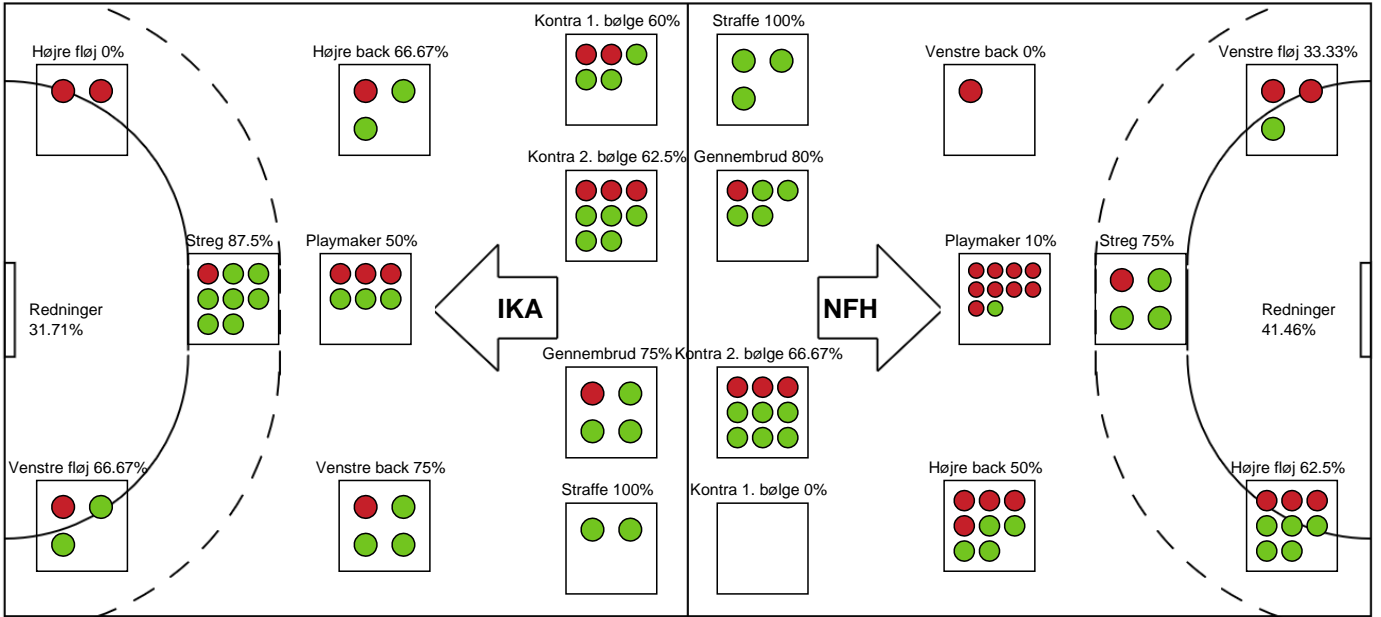 Kontra 1. bølge 60%
Straffe 100%
Højre fløj 0%
Højre back 66.67%
Venstre back 0%
Venstre fløj 33.33%
Kontra 2. bølge 62.5%
Gennembrud 80%
Streg 87.5%
Playmaker 50%
Playmaker 10%
Streg 75%
Redninger
31.71%
IKA
NFH
Redninger
41.46%
Gennembrud 75%
Kontra 2. bølge 66.67%
Venstre fløj 66.67%
Venstre back 75%
Højre back 50%
Højre fløj 62.5%
Straffe 100%
Kontra 1. bølge 0%